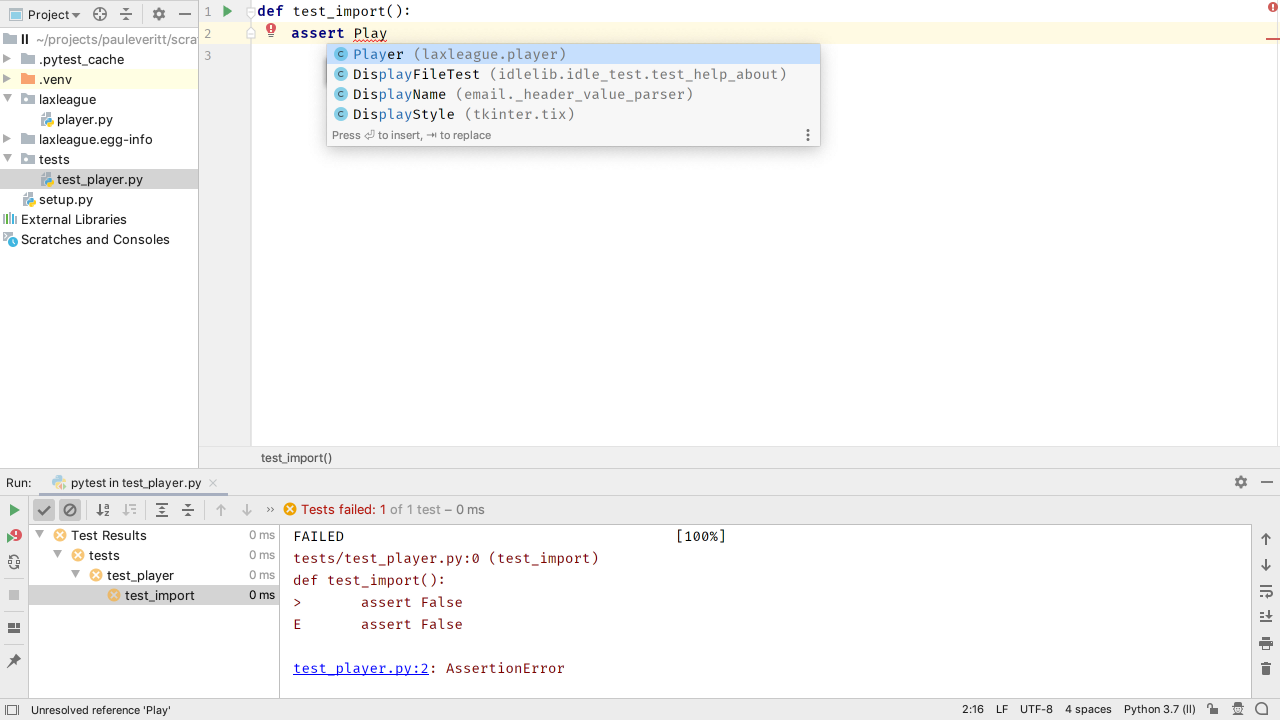 Project
ll ~/projects/pauleveritt/scra
.pytest_cache
.venv
laxleague
player.py
laxleague.egg-info
tests
test_player.py
setup.py
External Libraries
Scratches and Consoles
1 def test_import():
2 assert Play
3
Player (laxleague.player)
DisplayFileTest (idlelib.idle_test.test_help_about)
DisplayName (email._header_value_parser)
DisplayStyle (tkinter.tix)
Press ⏎ to insert, ⇥ to replace
test_import()
Run: pytest in test_player.py
Tests failed: 1 of 1 test – 0 ms
Test Results 0 ms
tests 0 ms
test_player 0 ms
test_import 0 ms
FAILED [100%]
tests/test_player.py:0 (test_import)
def test_import():
> assert False
E assert False
test_player.py:2: AssertionError
Unresolved reference 'Play' 2:16 LF UTF-8 4 spaces Python 3.7 (ll)